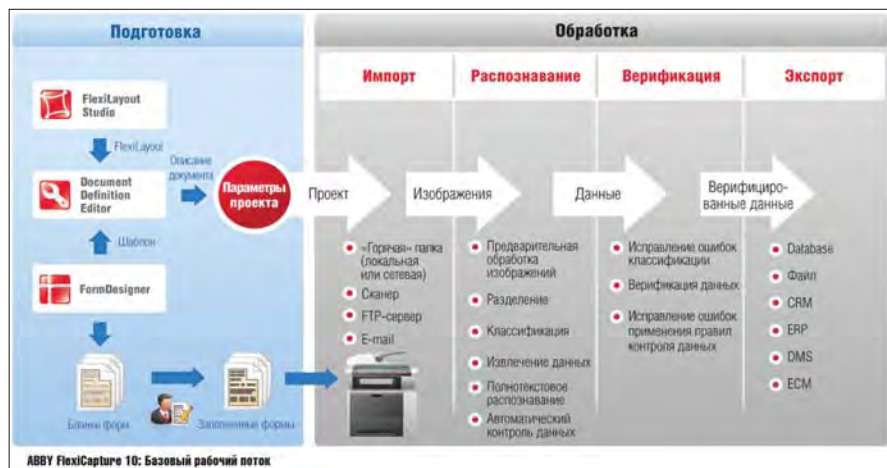 Подготовка
FlexiLayout
Studio
FlexiLayout
Описание
документа
Document
Definition
Editor
Параметры
проекта
Шаблон
FormDesigner
Бланки форм
Заполненные формы
Обработка
Импорт
Распознавание
Верификация
Экспорт
Проект
Изображения
Данные
Верифициро-
ванные данные
«Горячая» папка
(локальная
или сетевая)
Сканер
FTP-сервер
E-mail
Предварительная
обработка
изображений
Разделение
Классификация
Извлечение данных
Полнотекстовое
распознавание
Автоматический
контроль данных
Исправление ошибок
классификации
Верификация данных
Исправление ошибок
применения правил
контроля данных
Database
Файл
CRM
ERP
DMS
ECM
ABBY FlexiCapture 10: Базовый рабочий поток